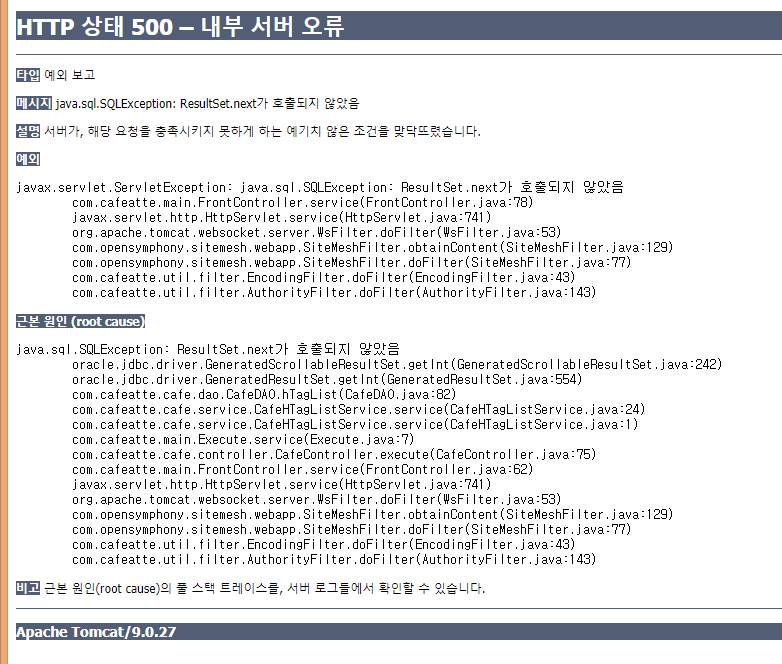 HTTP 상태 500 – 내부 서버 오류
타입 예외 보고
메시지 java.sql.SQLException: ResultSet.next가 호출되지 않았음
설명 서버가, 해당 요청을 충족시키지 못하게 하는 예기치 않은 조건을 맞닥뜨렸습니다.
예외
javax.servlet.ServletException: java.sql.SQLException: ResultSet.next가 호출되지 않았음
com.cafeatte.main.FrontController.service(FrontController.java:78)
javax.servlet.http.HttpServlet.service(HttpServlet.java:741)
org.apache.tomcat.websocket.server.WsFilter.doFilter(WsFilter.java:53)
com.opensymphony.sitemesh.webapp.SiteMeshFilter.obtainContent(SiteMeshFilter.java:129)
com.opensymphony.sitemesh.webapp.SiteMeshFilter.doFilter(SiteMeshFilter.java:77)
com.cafeatte.util.filter.EncodingFilter.doFilter(EncodingFilter.java:43)
com.cafeatte.util.filter.AuthorityFilter.doFilter(AuthorityFilter.java:143)
근본 원인 (root cause)
java.sql.SQLException: ResultSet.next가 호출되지 않았음
oracle.jdbc.driver.GeneratedScrollableResultSet.getInt(GeneratedScrollableResultSet.java:242)
oracle.jdbc.driver.GeneratedResultSet.getInt(GeneratedResultSet.java:554)
com.cafeatte.cafe.dao.CafeDAO.hTagList(CafeDAO.java:82)
com.cafeatte.cafe.service.CafeHTagListService.service(CafeHTagListService.java:24)
com.cafeatte.cafe.service.CafeHTagListService.service(CafeHTagListService.java:1)
com.cafeatte.main.Execute.service(Execute.java:7)
com.cafeatte.cafe.controller.CafeController.execute(CafeController.java:75)
com.cafeatte.main.FrontController.service(FrontController.java:62)
javax.servlet.http.HttpServlet.service(HttpServlet.java:741)
org.apache.tomcat.websocket.server.WsFilter.doFilter(WsFilter.java:53)
com.opensymphony.sitemesh.webapp.SiteMeshFilter.obtainContent(SiteMeshFilter.java:129)
com.opensymphony.sitemesh.webapp.SiteMeshFilter.doFilter(SiteMeshFilter.java:77)
com.cafeatte.util.filter.EncodingFilter.doFilter(EncodingFilter.java:43)
com.cafeatte.util.filter.AuthorityFilter.doFilter(AuthorityFilter.java:143)
비고 근본 원인(root cause)의 풀 스택 트레이스를, 서버 로그들에서 확인할 수 있습니다.
Apache Tomcat/9.0.27